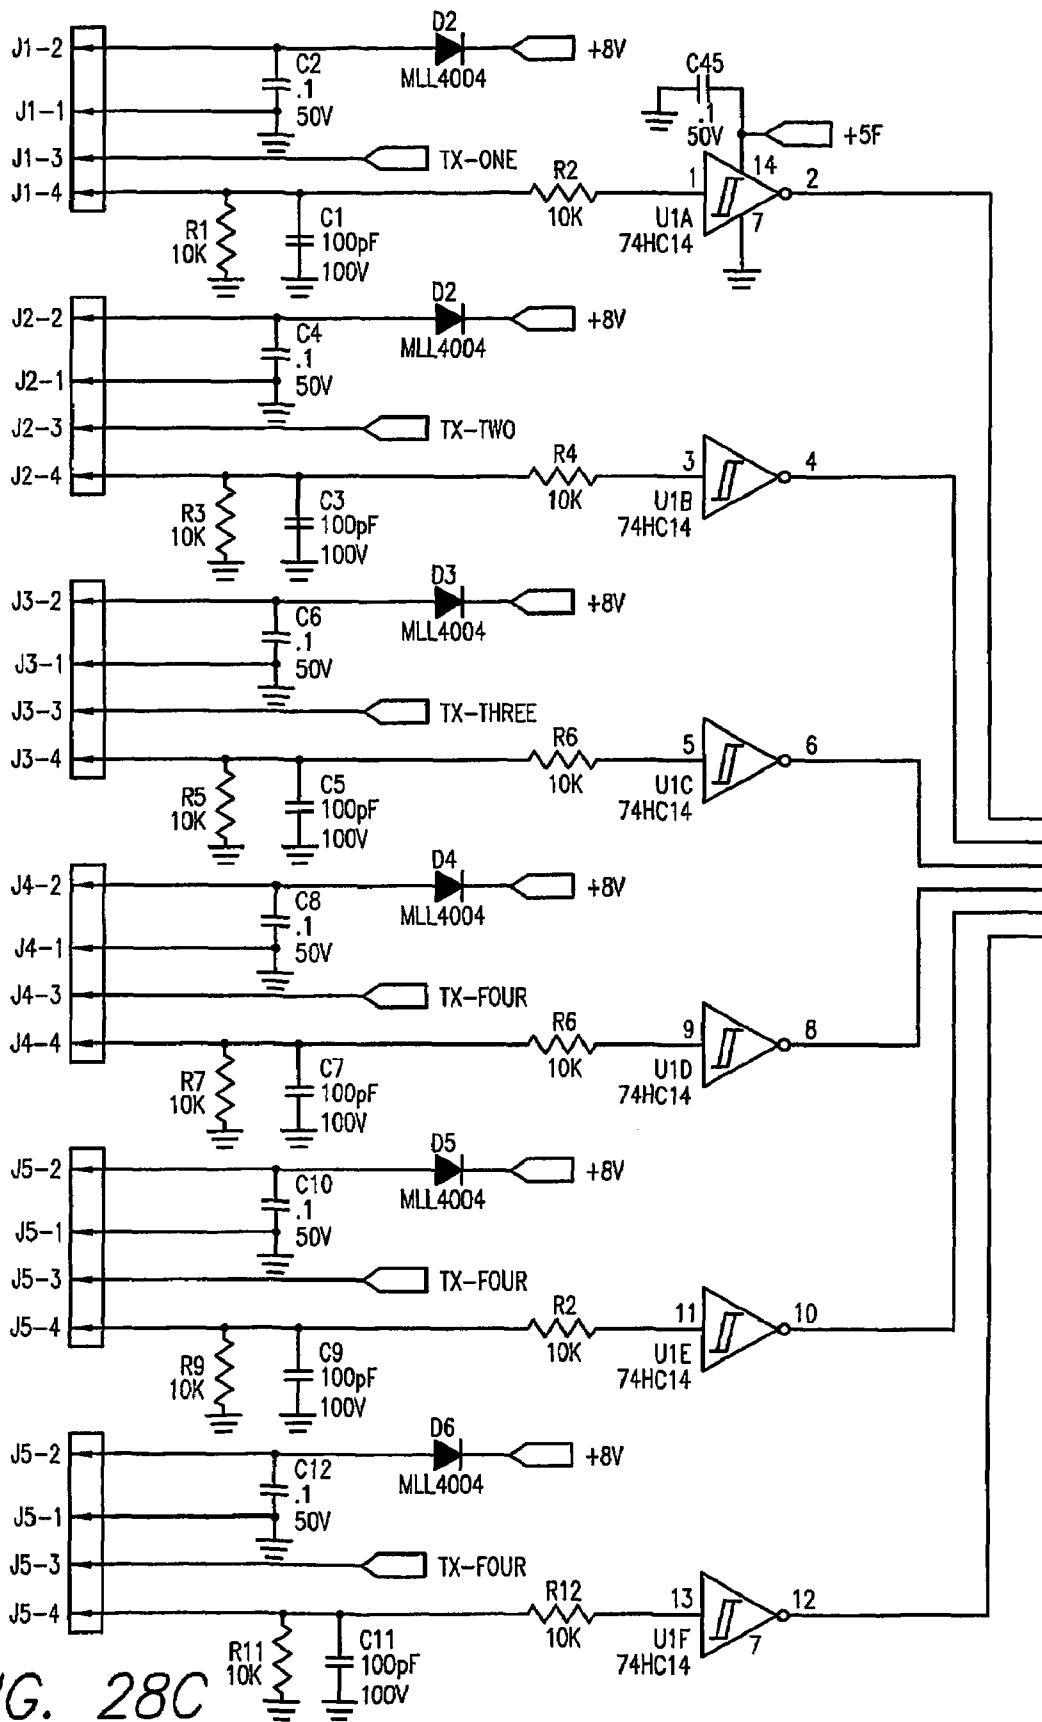 D2
J1-2
+8V
MLL4004
C2
.1
50V
J1-1
C45
.1
50V
+5F
J1-3
TX-ONE
14
J1-4
R2
10K
1
2
U1A
74HC14
7
R1
10K
C1
100pF
100V
D2
J2-2
+8V
MLL4004
C4
.1
50V
J2-1
J2-3
TX-TWO
J2-4
R4
10K
3
4
U1B
74HC14
R3
10K
C3
100pF
100V
D3
J3-2
+8V
MLL4004
C6
.1
50V
J3-1
J3-3
TX-THREE
J3-4
R6
10K
5
6
U1C
74HC14
R5
10K
C5
100pF
100V
D4
J4-2
+8V
MLL4004
C8
.1
50V
J4-1
J4-3
TX-FOUR
J4-4
R6
10K
9
8
U1D
74HC14
R7
10K
C7
100pF
100V
D5
J5-2
+8V
MLL4004
C10
.1
50V
J5-1
J5-3
TX-FOUR
J5-4
R2
10K
11
10
U1E
74HC14
R9
10K
C9
100pF
100V
D6
J5-2
+8V
MLL4004
C12
.1
50V
J5-1
J5-3
TX-FOUR
J5-4
R12
10K
13
12
U1F
74HC14
7
R11
10K
C11
100pF
100V
G. 28C